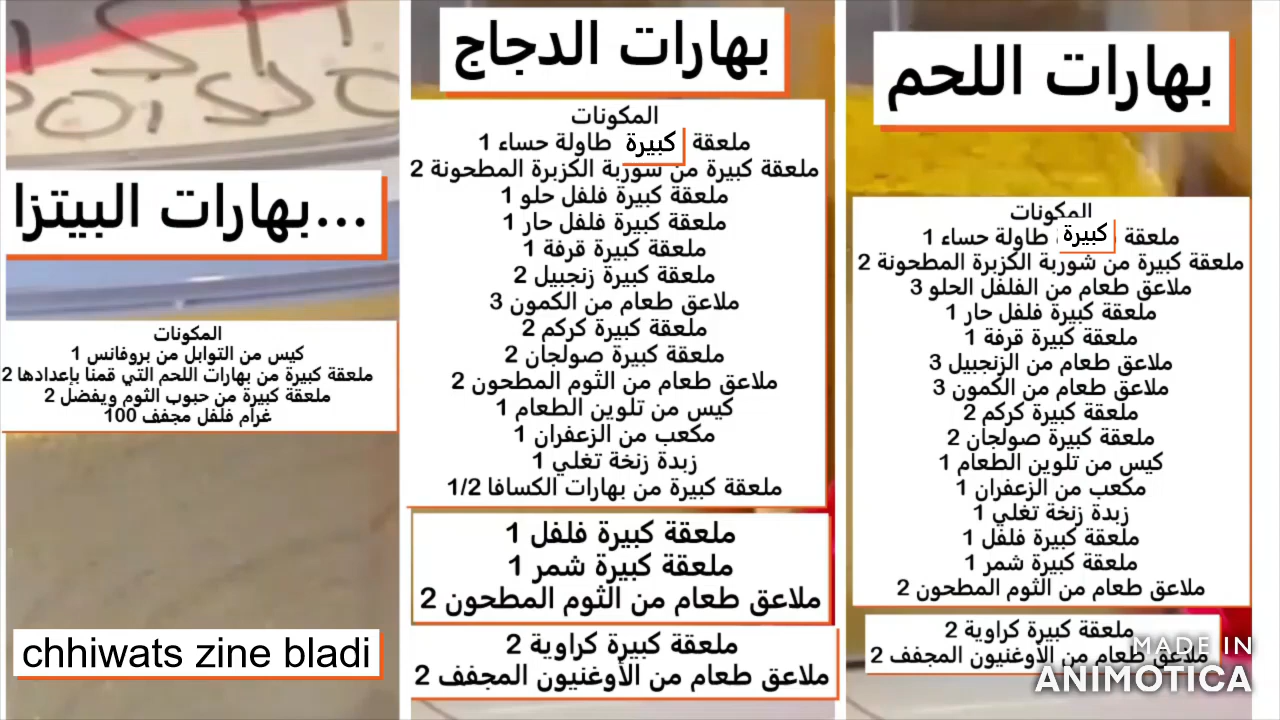 بهارات اللحم
المكونات
ملعقة كبيرة طاولة حساء 1
ملعقة كبيرة من شوربة الكزبرة المطحونة 2
ملاعق طعام من الفلفل الحلو 3
ملعقة كبيرة فلفل حار 1
ملعقة كبيرة قرفة 1
ملاعق طعام من الزنجبيل 3
ملاعق طعام من الكمون 3
ملعقة كبيرة كركم 2
ملعقة كبيرة صولجان 2
كيس من تلوين الطعام 1
مكعب من الزعفران 1
زبدة زنخة تغلي 1
ملعقة كبيرة فلفل 1
ملعقة كبيرة شمر 1
ملاعق طعام من الثوم المطحون 2
ملعقة كبيرة كراوية 2
ملاعق طعام من الأوغنيون المجفف 2
MADE IN
ANIMOTICA
بهارات الدجاج
المكونات
ملعقة كبيرة طاولة حساء 1
ملعقة كبيرة من شوربة الكزبرة المطحونة 2
ملعقة كبيرة فلفل حلو 1
ملعقة كبيرة فلفل حار 1
ملعقة كبيرة قرفة 1
ملعقة كبيرة زنجبيل 2
ملاعق طعام من الكمون 3
ملعقة كبيرة كركم 2
ملعقة كبيرة صولجان 2
ملاعق طعام من الثوم المطحون 2
كيس من تلوين الطعام 1
مكعب من الزعفران 1
زبدة زنخة تغلي 1
ملعقة كبيرة من بهارات الكسافا 1/2
ملعقة كبيرة فلفل 1
ملعقة كبيرة شمر 1
ملاعق طعام من الثوم المطحون 2
ملعقة كبيرة كراوية 2
ملاعق طعام من الأوغنيون المجفف 2
بهارات البيتزا...
المكونات
كيس من التوابل من بروفانس 1
ملعقة كبيرة من بهارات اللحم التي قمنا بإعدادها 2
ملعقة كبيرة من حبوب الثوم ويفضل 2
غرام فلفل مجفف 100
chhiwats zine bladi